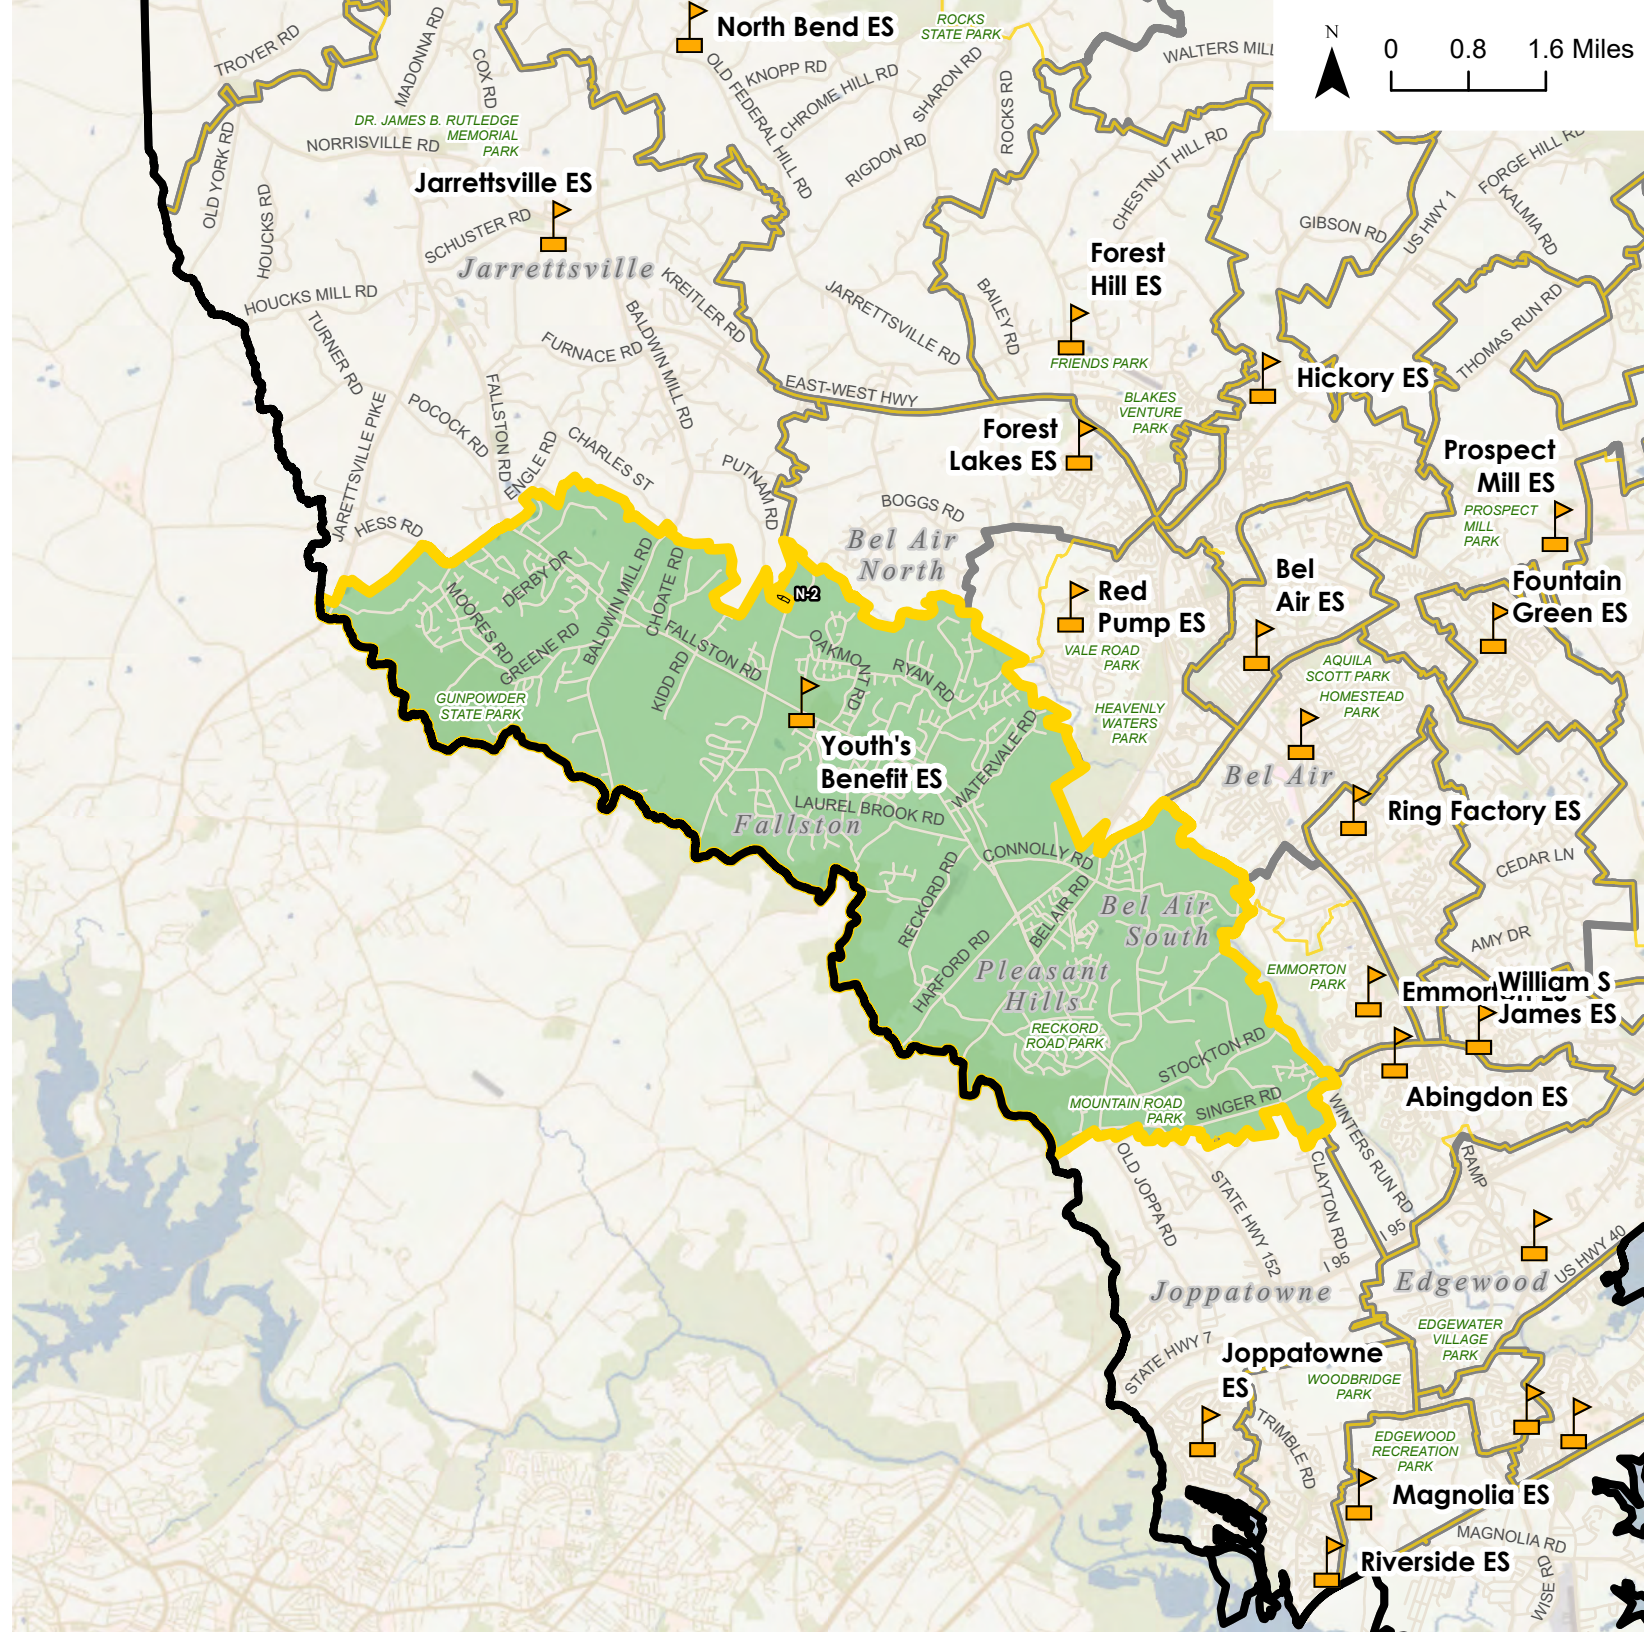 North Bend ES
ROCKS
STATE PARK
N
0 0.8 1.6 Miles
TROYER RD
MADONNA RD
COX RD
OLD FEDERAL HILL RD
KNOPP RD
CHROME HILL RD
SHARON RD
ROCKS RD
WALTERS MILL
DR. JAMES B. RUTLEDGE
MEMORIAL
PARK
NORRISVILLE RD
OLD YORK RD
RIGDON RD
CHESTNUT HILL RD
FORGE HILL RD
KALMIA RD
Jarrettsville ES
HOUCKS RD
SCHUSTER RD
Jarrettsville
GIBSON RD
US HWY 1
Forest
Hill ES
HOUCKS MILL RD
KREITLER RD
JARRETTSVILLE RD
BAILEY RD
TURNER RD
FURNACE RD
BALDWIN MILL RD
THOMAS RUN RD
FRIENDS PARK
Hickory ES
EAST-WEST HWY
BLAKES
VENTURE
PARK
JARETTSVILLE PIKE
POCOCK RD
FALLSTON RD
ENGLE RD
CHARLES ST
Forest
Lakes ES
Prospect
Mill ES
PUTNAM RD
BOGGS RD
PROSPECT
MILL
PARK
HESS RD
Bel Air
North
Bel
Air ES
Fountain
Green ES
MOORES RD
DERBY DR
BALDWIN MILL RD
CHOATE RD
N-2
Red
Pump ES
GREENE RD
FALLSTON RD
OAKMONT RD
RYAN RD
VALE ROAD
PARK
AQUILA
SCOTT PARK
HOMESTEAD
PARK
KIDD RD
GUNPOWDER
STATE PARK
HEAVENLY
WATERS
PARK
Youth's
Benefit ES
WATERVALE RD
Bel Air
LAUREL BROOK RD
Fallston
Ring Factory ES
CONNOLLY RD
CEDAR LN
RECKORD RD
BELAIR RD
Bel Air
South
HARFORD RD
AMY DR
Pleasant
Hills
EMMORTON
PARK
Emmorton ES
William S
James ES
RECKORD
ROAD PARK
STOCKTON RD
MOUNTAIN ROAD
PARK
SINGER RD
Abingdon ES
WINTERS RUN RD
OLD JOPPA RD
STATE HWY 152
CLAYTON RD
RAMP
I 95
I 95
US HWY 40
Joppatowne
Edgewood
STATE HWY 7
EDGEWATER
VILLAGE
PARK
Joppatowne
ES
WOODBRIDGE
PARK
TRIMBLE RD
EDGEWOOD
RECREATION
PARK
Magnolia ES
MAGNOLIA RD
Riverside ES
WISE RD